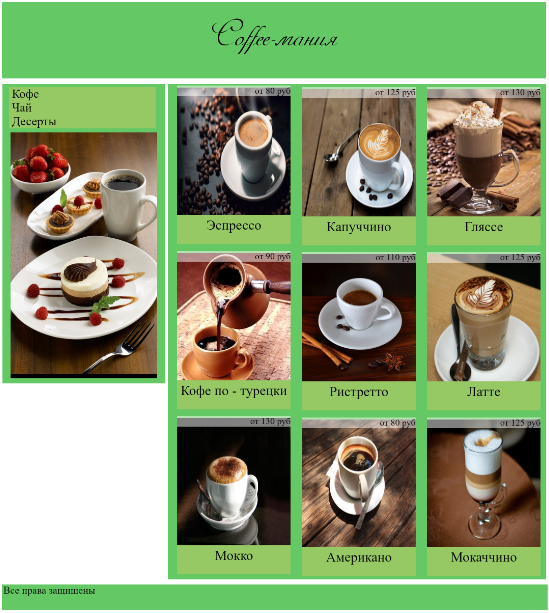 Coffee-мания
Кофе
Чай
Десерты
от 80 руб
от 125 руб
от 130 руб
Эспрессо
Капуччино
Гляссе
от 90 руб
от 110 руб
от 125 руб
Кофе по - турецки
Ристретто
Латте
от 130 руб
от 80 руб
от 125 руб
Мокко
Американо
Мокаччино
Все права защищены